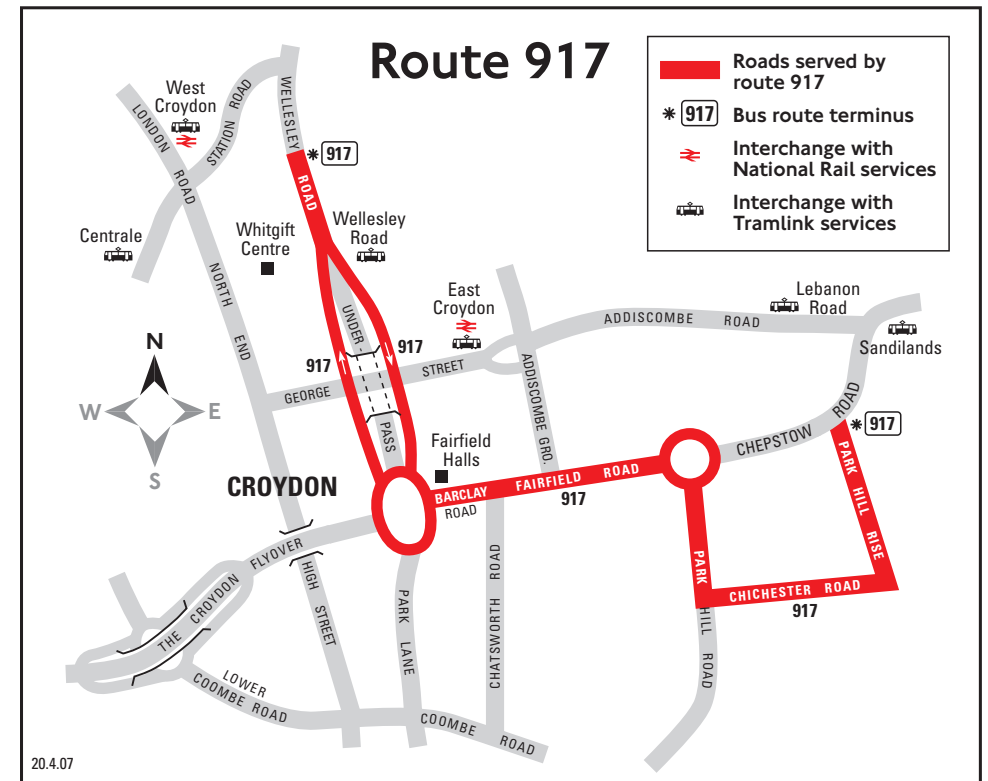 Route 917
Roads served by
route 917
917
Bus route terminus
Interchange with
National Rail services
Interchange with
Tramlink services
West
Croydon
LONDON
ROAD
STATION ROAD
WELLESLEY
ROAD
917
Centrale
Whitgift
Centre
Wellesley
Road
NORTH
END
UNDER-
PASS
917
917
East
Croydon
GEORGE
STREET
ADDISCOMBE ROAD
Lebanon
Road
Sandilands
ADDISCOMBE GRO.
N
W
E
S
CROYDON
Fairfield
Halls
BARCLAY
ROAD
FAIRFIELD ROAD
917
CHEPSTOW
ROAD
917
PARK HILL RISE
THE CROYDON
FLYOVER
HIGH
STREET
PARK
LANE
CHATSWORTH ROAD
PARK
HILL ROAD
CHICHESTER ROAD
917
LOWER
COOMBE ROAD
COOMBE
ROAD
20.4.07